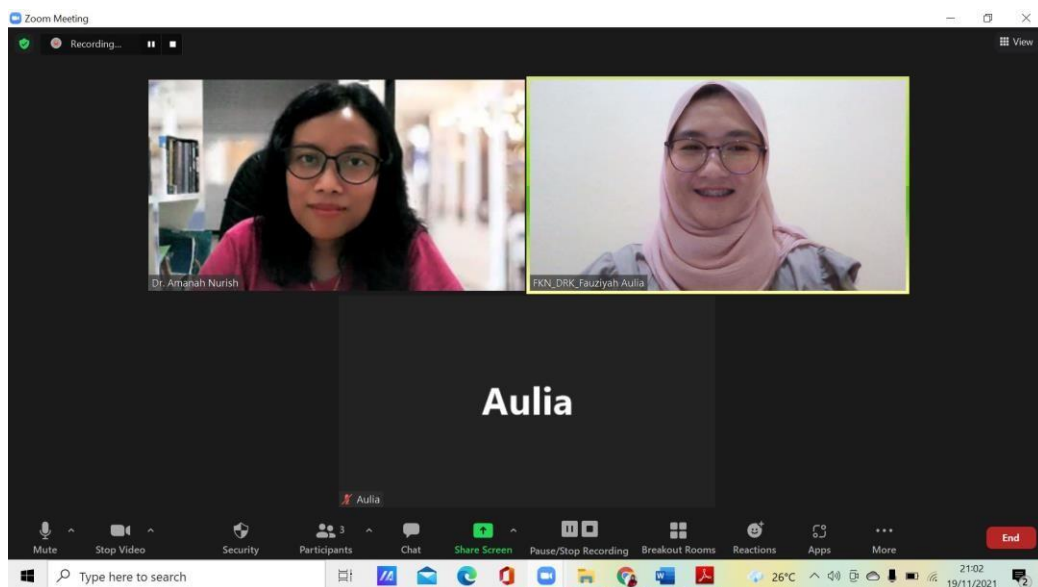 Zoom Meeting
Recording...
View
Dr. Amanah Nurish
FKN_DRK_Fauziyah Aulia
Aulia
Aulia
Mute
Stop Video
Security
3
Participants
Chat
Share Screen
Pause/Stop Recording
Breakout Rooms
Reactions
Apps
More
End
Type here to search
26°C
21:02
19/11/2021
2